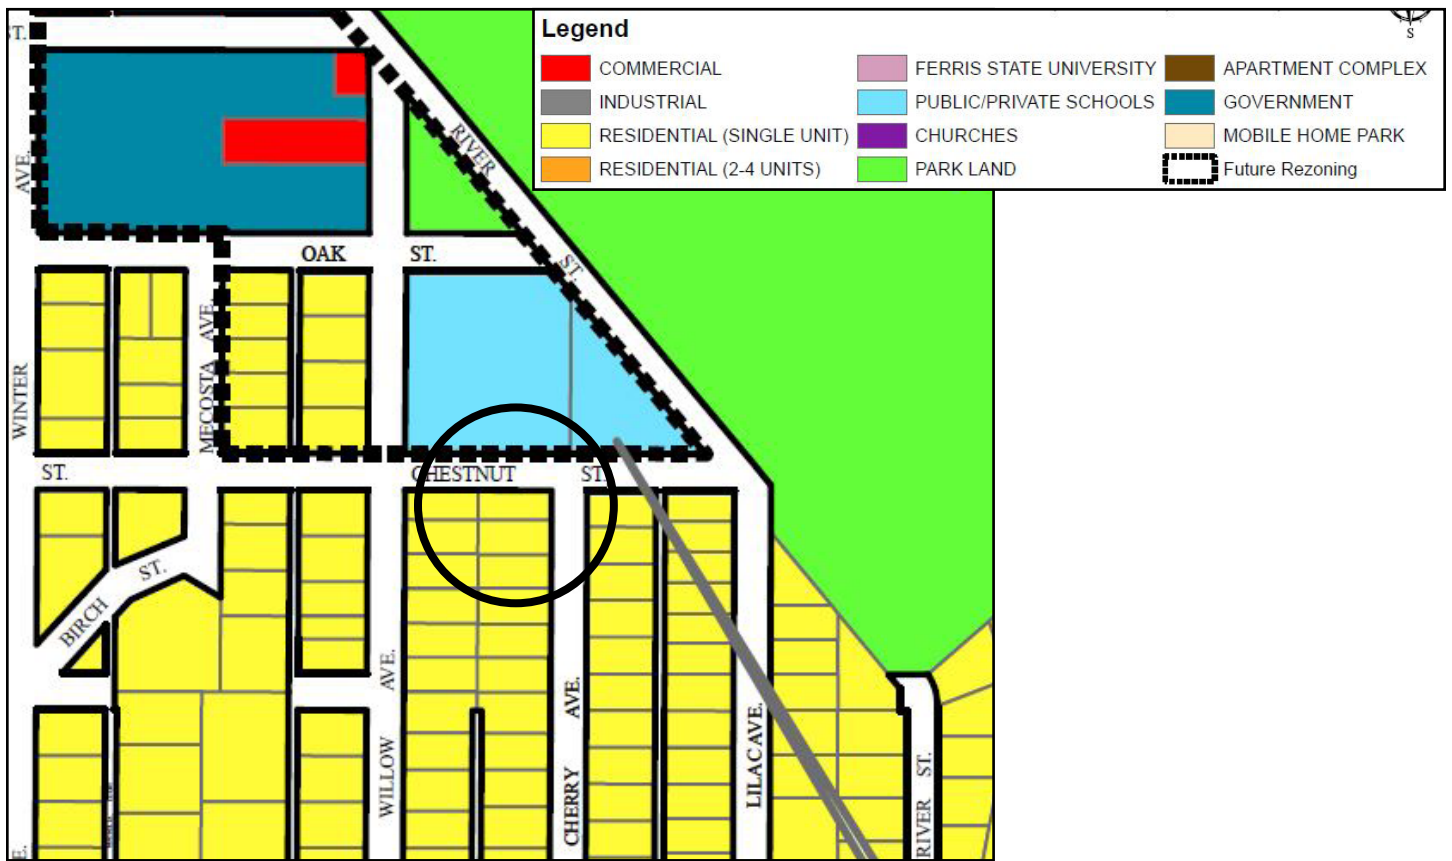 Legend
COMMERCIAL
INDUSTRIAL
RESIDENTIAL (SINGLE UNIT)
RESIDENTIAL (2-4 UNITS)
FERRIS STATE UNIVERSITY
PUBLIC/PRIVATE SCHOOLS
CHURCHES
PARK LAND
APARTMENT COMPLEX
GOVERNMENT
MOBILE HOME PARK
Future Rezoning
S
ST.
AVE.
RIVER ST.
OAK ST.
WINTER
MECOSTA AVE.
ST.
CHESTNUT ST.
BIRCH ST.
WILLOW AVE.
CHERRY AVE.
LILAC AVE.
RIVER ST.
E.